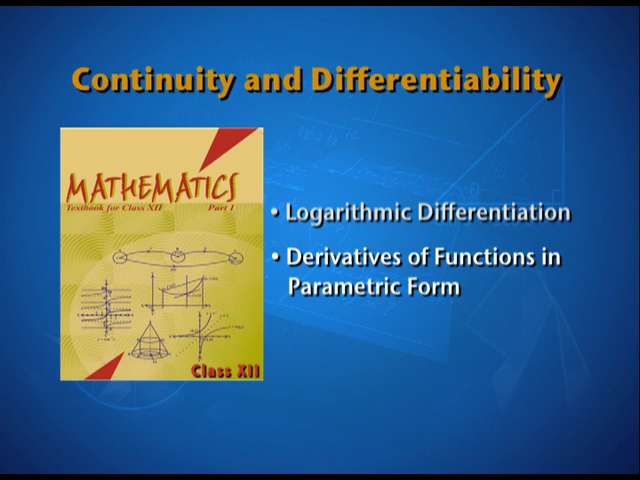 Continuity and Differentiability
MATHEMATICS
Textbook for Class XII Part I
Class XII
• Logarithmic Differentiation
• Derivatives of Functions in
Parametric Form